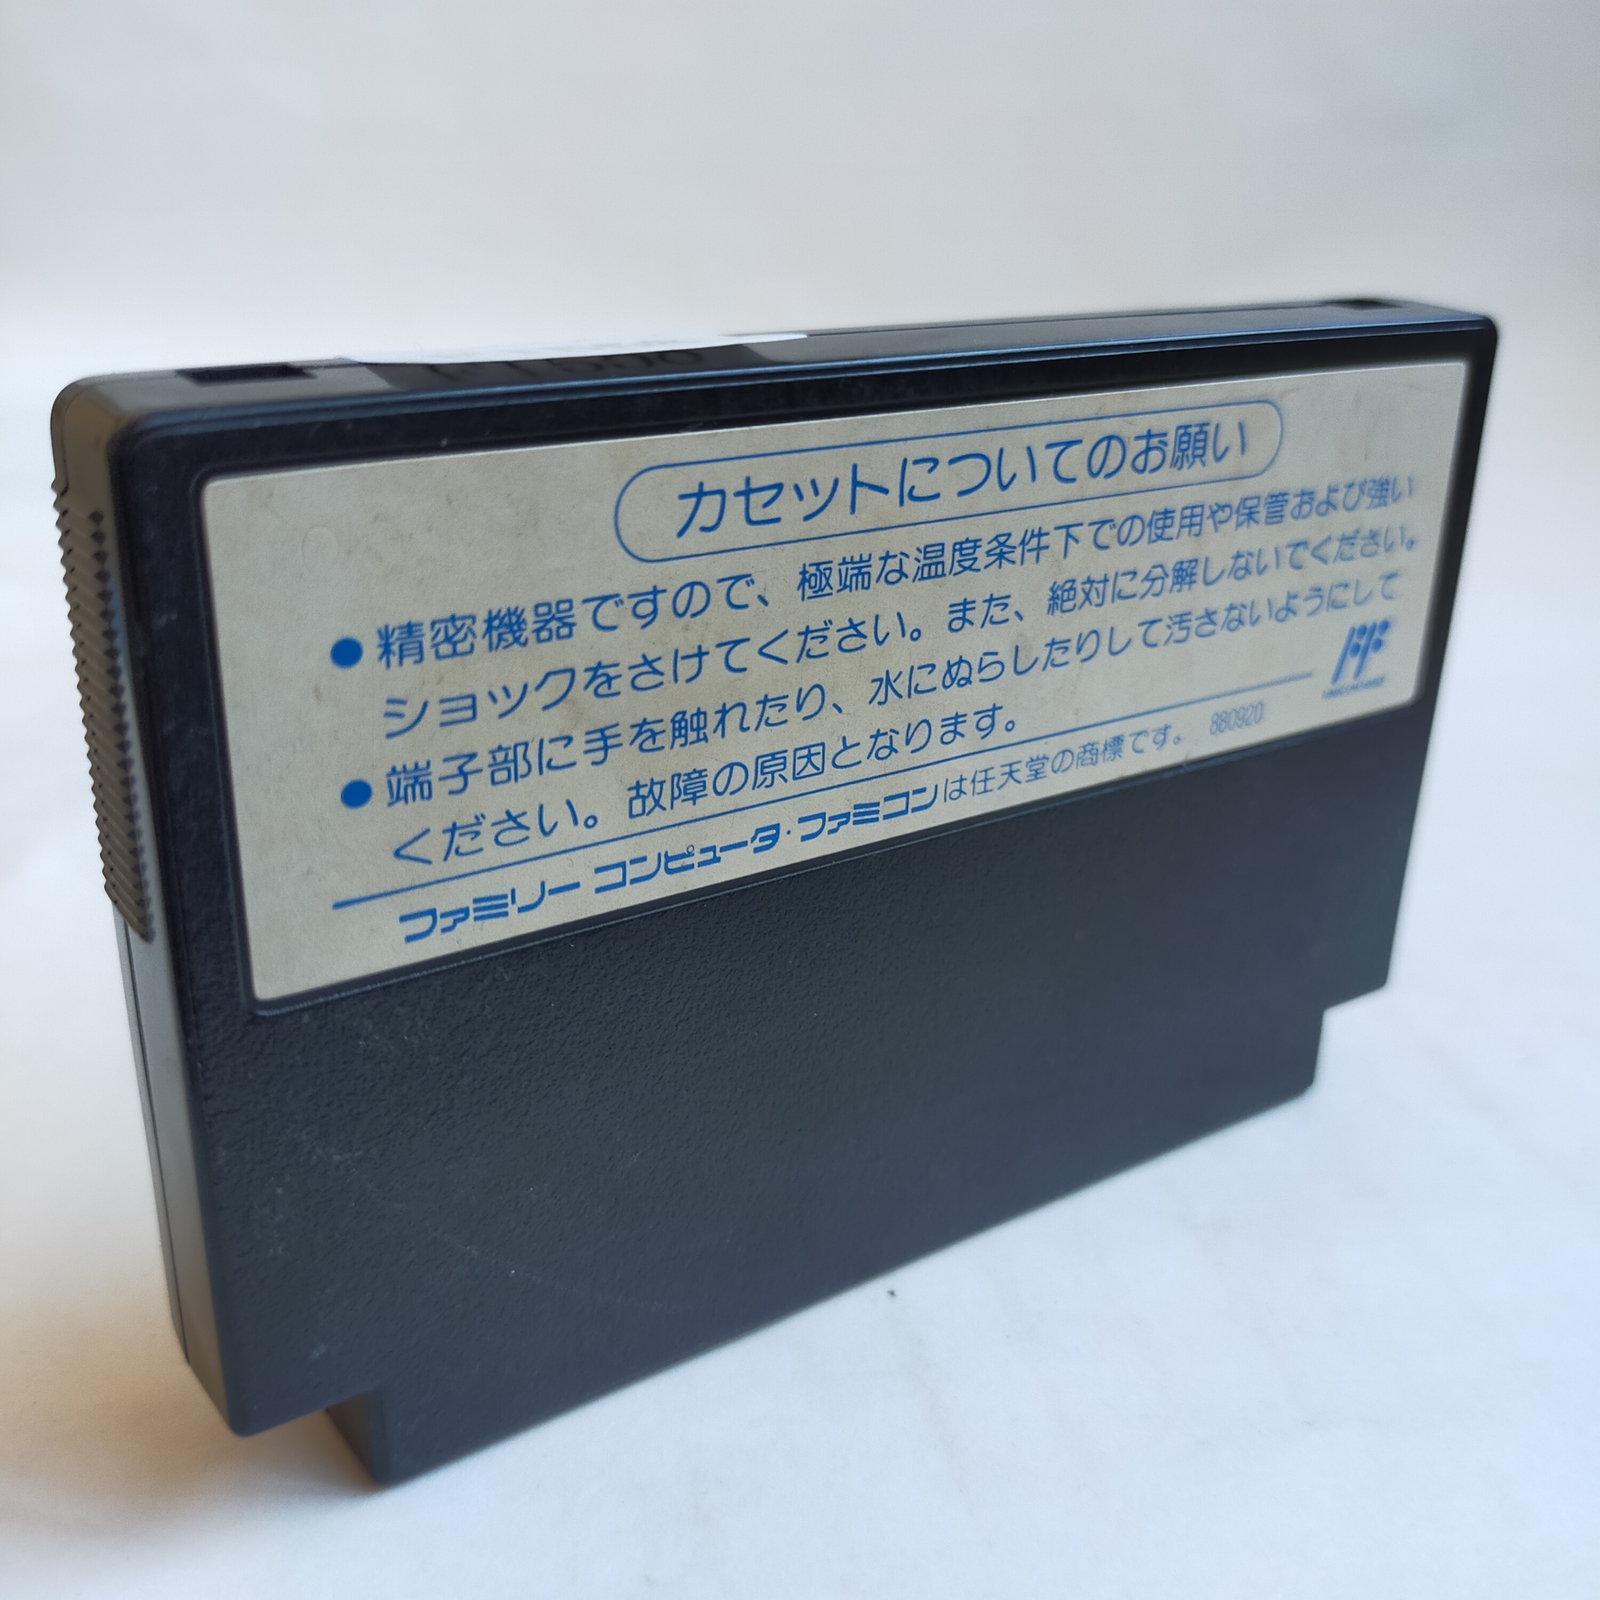 カセットについてのお願い
●精密機器ですので、極端な温度条件下での使用や保管および強い
ショックをさけてください。また、絶対に分解しないでください。
●端子部に手を触れたり、水にぬらしたりして汚さないようにして
ください。故障の原因となります。
ファミリー コンピュータ・ファミコンは任天堂の商標です。 880920